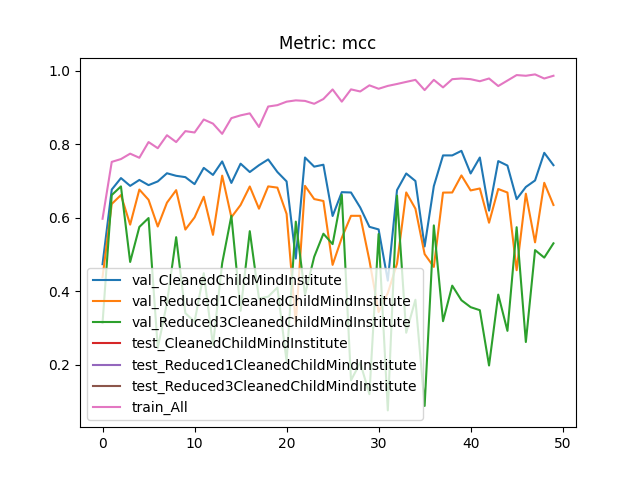 Metric: mcc
1.0
0.8
0.6
0.4
0.2
val_CleanedChildMindInstitute
val_Reduced1CleanedChildMindInstitute
val_Reduced3CleanedChildMindInstitute
test_CleanedChildMindInstitute
test_Reduced1CleanedChildMindInstitute
test_Reduced3CleanedChildMindInstitute
train_All
0 10 20 30 40 50